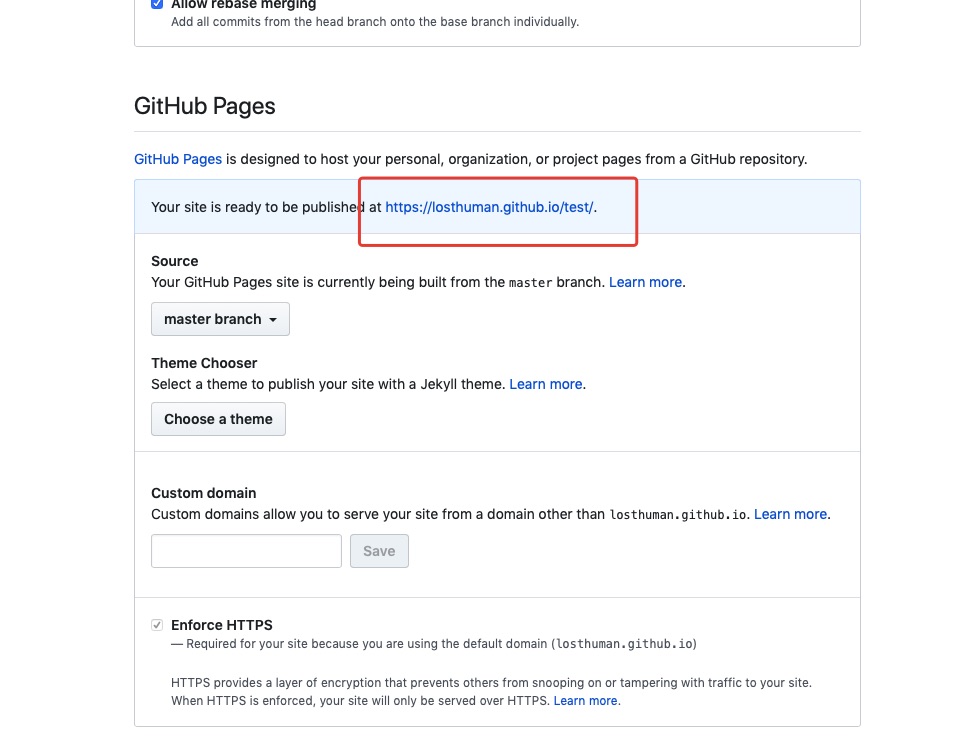 Allow rebase merging
Add all commits from the head branch onto the base branch individually.
GitHub Pages
GitHub Pages is designed to host your personal, organization, or project pages from a GitHub repository.
Your site is ready to be published at https://losthuman.github.io/test/.
Source
Your GitHub Pages site is currently being built from the master branch. Learn more.
master branch
Theme Chooser
Select a theme to publish your site with a Jekyll theme. Learn more.
Choose a theme
Custom domain
Custom domains allow you to serve your site from a domain other than losthuman.github.io. Learn more.
Save
Enforce HTTPS
— Required for your site because you are using the default domain (losthuman.github.io)
HTTPS provides a layer of encryption that prevents others from snooping on or tampering with traffic to your site.
When HTTPS is enforced, your site will only be served over HTTPS. Learn more.